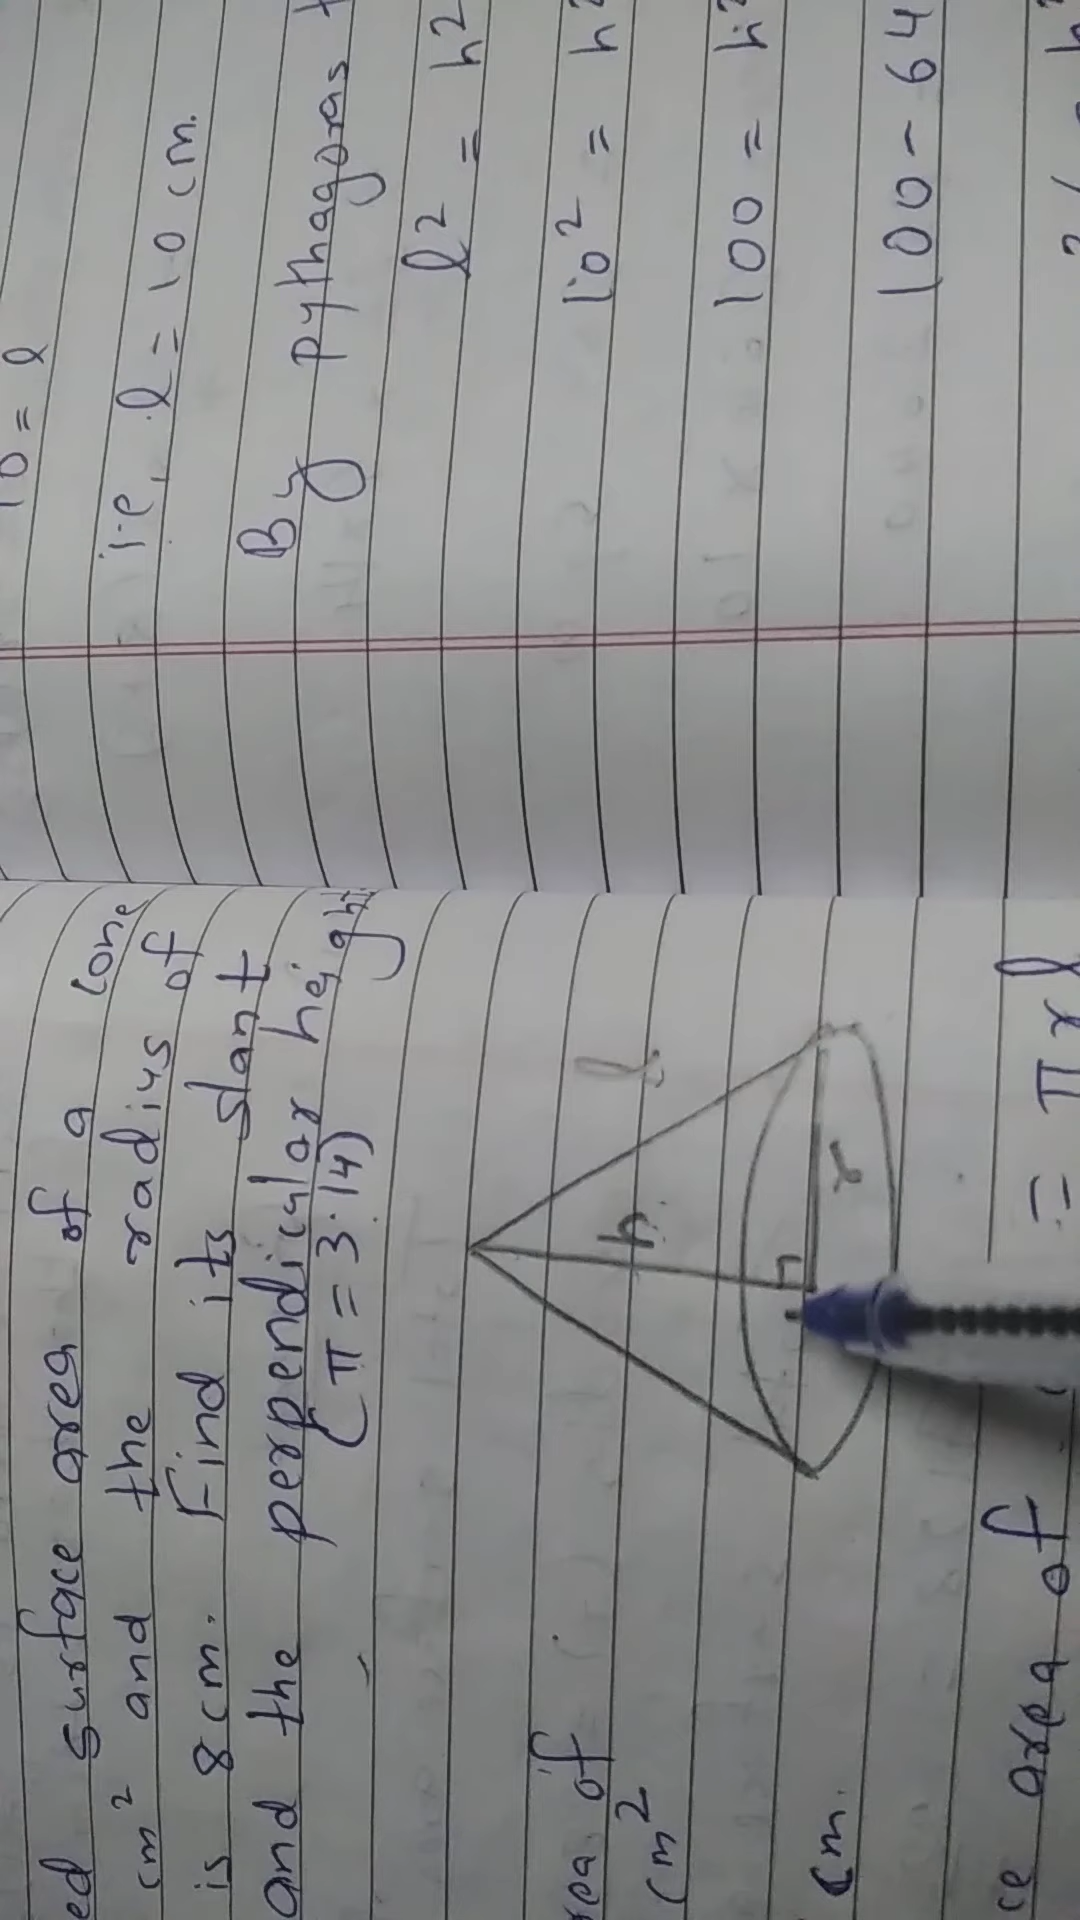 ed surface area of a cone
cm² and the radius of
is 8 cm. Find its slant
and the perpendicular height.
(π = 3.14)
l
h
r
rea of
cm²
cm.
ce area of
= π r l
10 = l
i.e, l = 10 cm.
By pythagoras
l² = h²
10² = h²
100 = h²
100 - 64